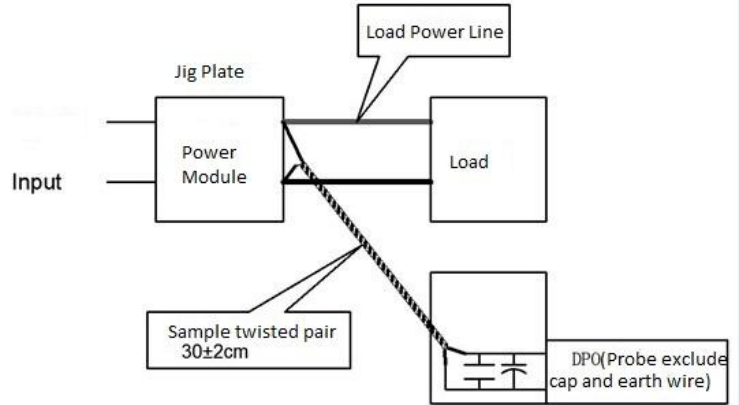 Load Power Line
Jig Plate
Power
Module
Load
Input
Sample twisted pair
30±2cm
DPO(Probe exclude
cap and earth wire)